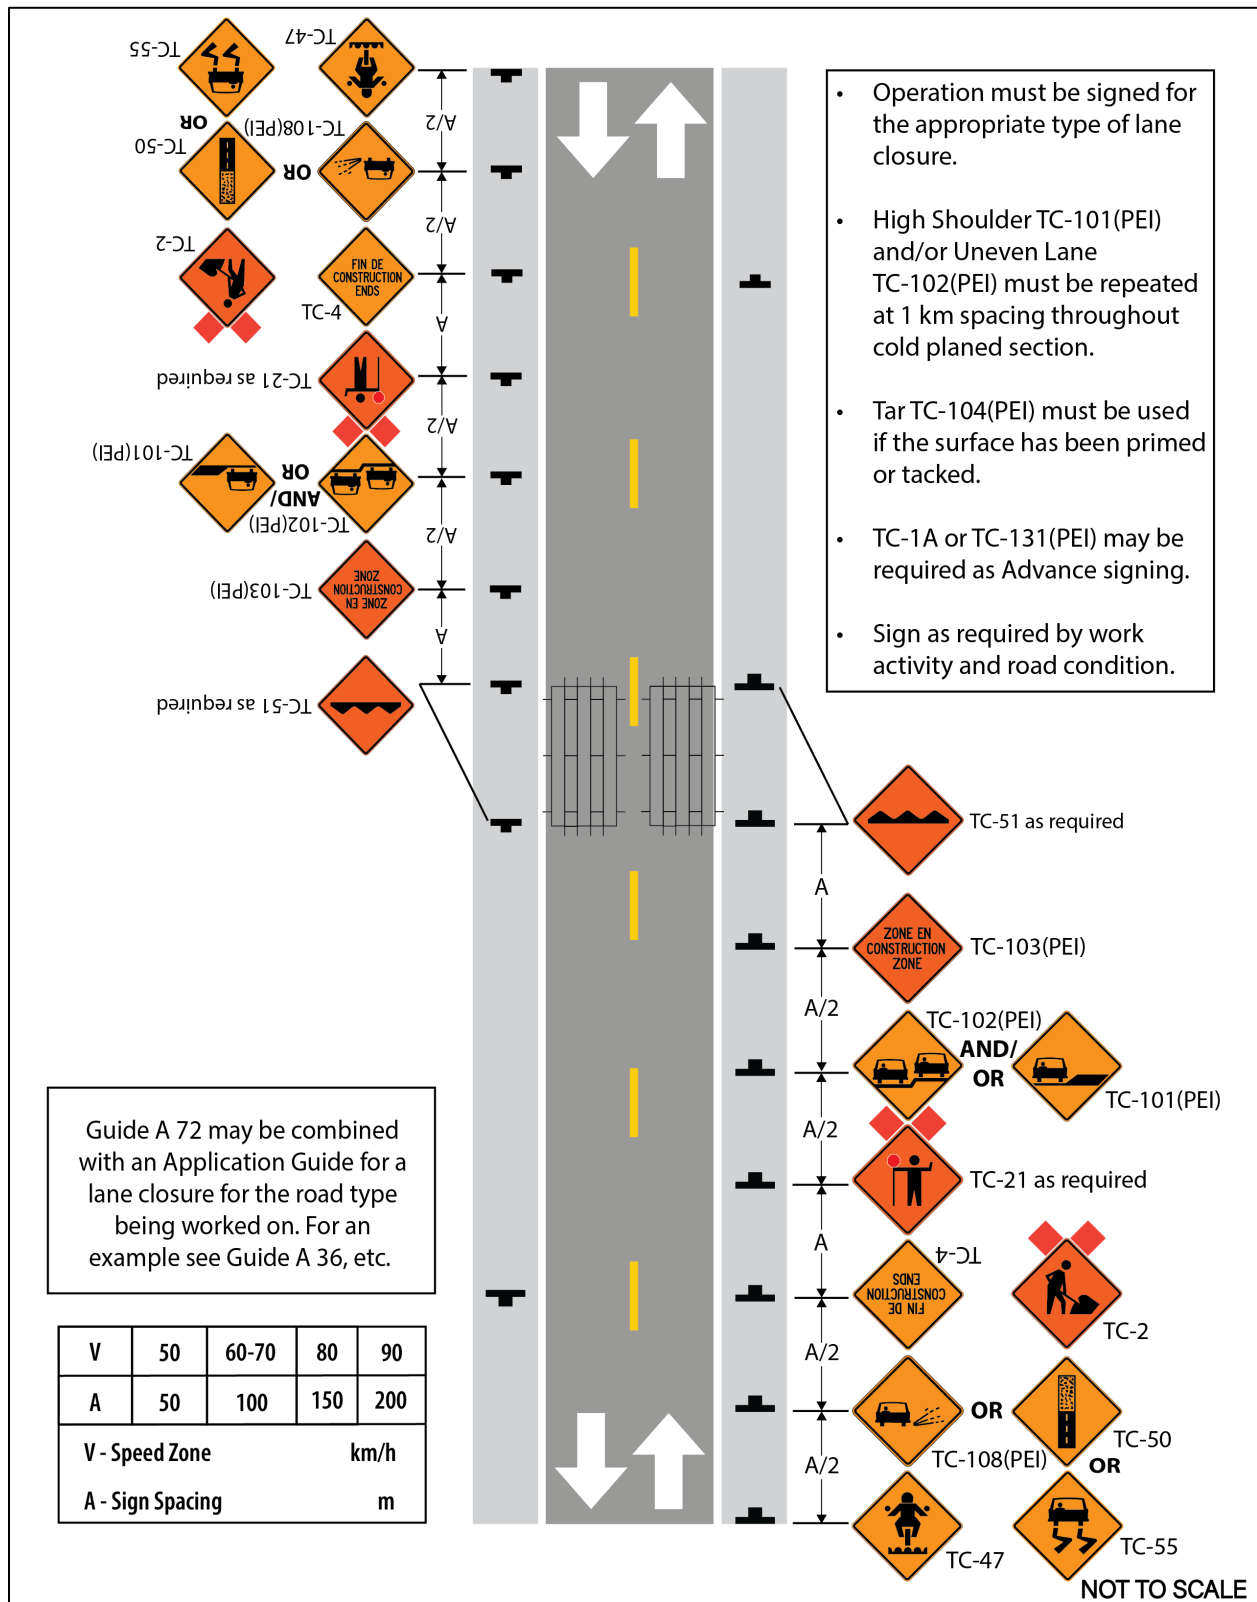 TC-55
TC-47
OR
TC-50
TC-108(PEI)
OR
TC-2
FIN DE
CONSTRUCTION
ENDS
TC-4
TC-21 as required
TC-101(PEI)
AND/
OR
TC-102(PEI)
TC-103(PEI)
ZONE EN
CONSTRUCTION
ZONE
TC-51 as required
A/2
A/2
A
A/2
A/2
A
• Operation must be signed for
the appropriate type of lane
closure.
• High Shoulder TC-101(PEI)
and/or Uneven Lane
TC-102(PEI) must be repeated
at 1 km spacing throughout
cold planed section.
• Tar TC-104(PEI) must be used
if the surface has been primed
or tacked.
• TC-1A or TC-131(PEI) may be
required as Advance signing.
• Sign as required by work
activity and road condition.
TC-51 as required
A
ZONE EN
CONSTRUCTION
ZONE
TC-103(PEI)
A/2
TC-102(PEI)
AND/
OR
TC-101(PEI)
A/2
TC-21 as required
A
TC-4
FIN DE
CONSTRUCTION
ENDS
TC-2
A/2
OR
TC-50
TC-108(PEI)
OR
A/2
TC-47
TC-55
NOT TO SCALE
Guide A 72 may be combined
with an Application Guide for a
lane closure for the road type
being worked on. For an
example see Guide A 36, etc.
V 50 60-70 80 90
A 50 100 150 200
V - Speed Zone km/h
A - Sign Spacing m